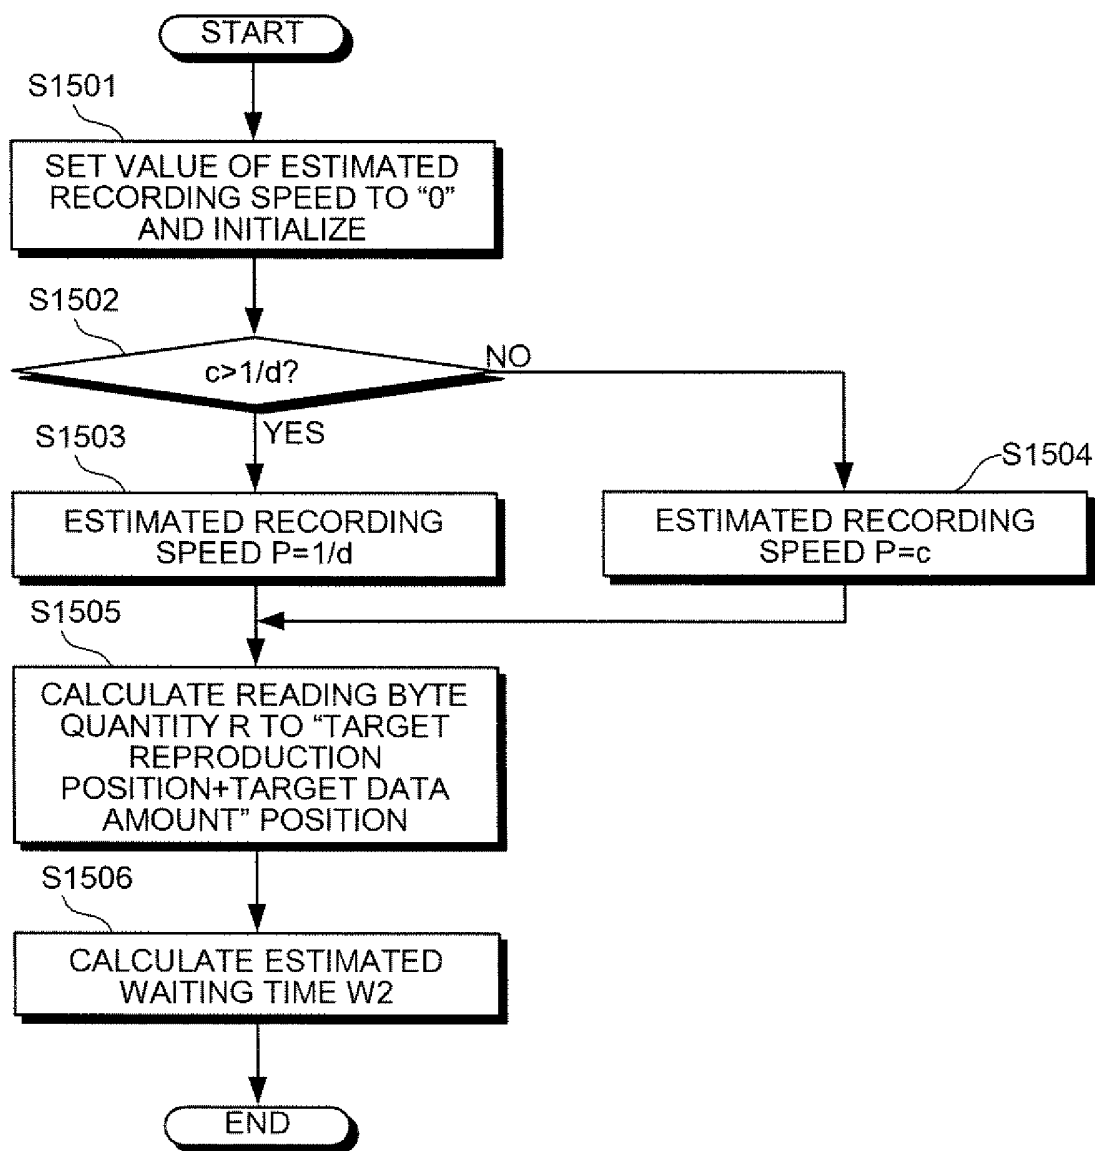 START
S1501
SET VALUE OF ESTIMATED
RECORDING SPEED TO “0”
AND INITIALIZE
S1502
c>1/d?
NO
YES
S1503
ESTIMATED RECORDING
SPEED P=1/d
S1504
ESTIMATED RECORDING
SPEED P=c
S1505
CALCULATE READING BYTE
QUANTITY R TO “TARGET
REPRODUCTION
POSITION+TARGET DATA
AMOUNT” POSITION
S1506
CALCULATE ESTIMATED
WAITING TIME W2
END